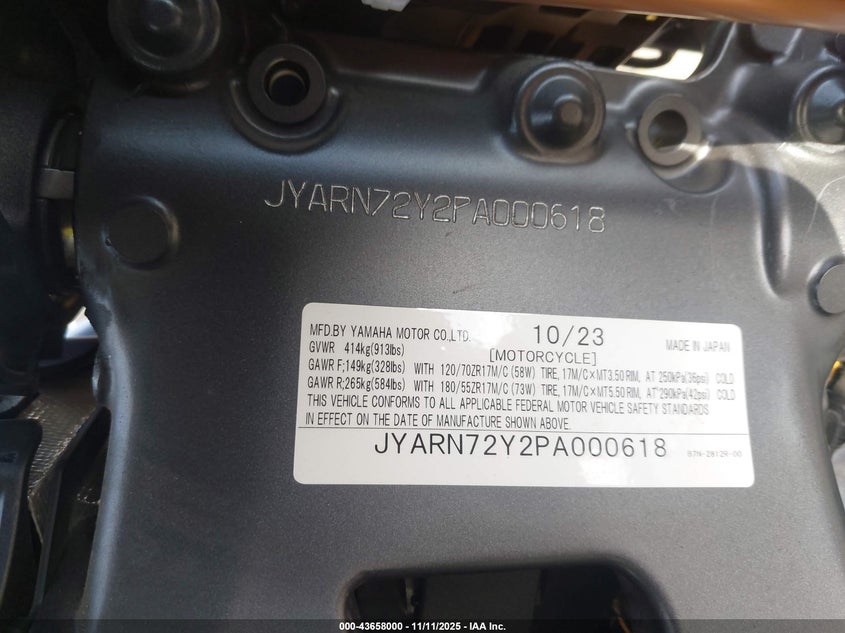 JYARN72Y2PA000618
MFD.BY YAMAHA MOTOR CO.,LTD. 10/23 MADE IN JAPAN
GVWR 414kg(913lbs) [MOTORCYCLE]
GAWR F;149kg(328lbs) WITH 120/70ZR17M/C (58W) TIRE, 17M/C×MT3.50 RIM, AT 250kPa(36psi) COLD
GAWR R;265kg(584lbs) WITH 180/55ZR17M/C (73W) TIRE, 17M/C×MT5.50 RIM, AT 290kPa(42psi) COLD
THIS VEHICLE CONFORMS TO ALL APPLICABLE FEDERAL MOTOR VEHICLE SAFETY STANDARDS
IN EFFECT ON THE DATE OF MANUFACTURE SHOWN ABOVE.
JYARN72Y2PA000618 B7N-2812R-00
000-43658000 - 11/11/2025 - IAA Inc.